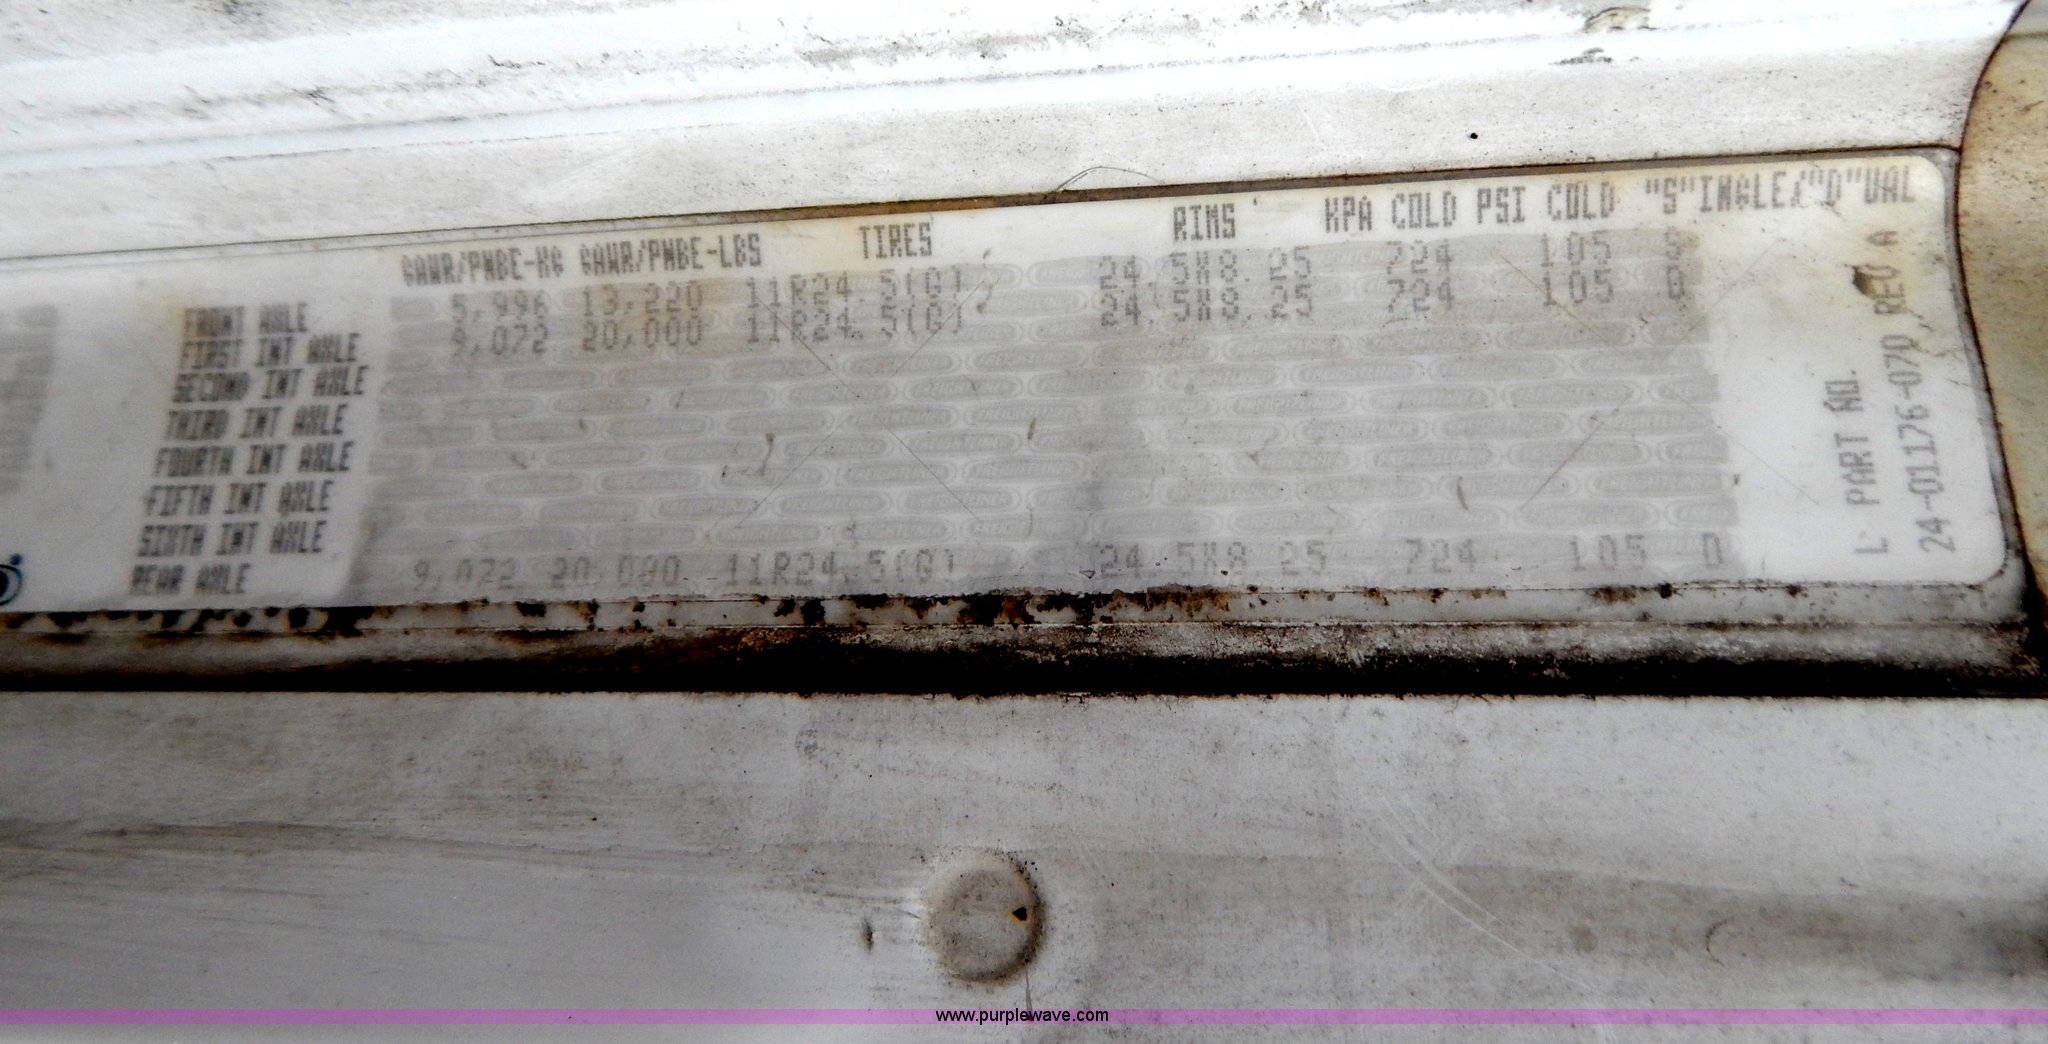 GAWR/PNBE-KG GAWR/PNBE-LBS TIRES RIMS KPA COLD PSI COLD "S"INGLE/"D"UAL
FRONT AXLE 5,996 13,220 11R24.5(G) 24.5X8.25 724 105 S
FIRST INT AXLE 9,072 20,000 11R24.5(G) 24.5X8.25 724 105 D
SECOND INT AXLE
THIRD INT AXLE
FOURTH INT AXLE
FIFTH INT AXLE
SIXTH INT AXLE
REAR AXLE 9,072 20,000 11R24.5(G) 24.5X8.25 724 105 D
PART NO.
24-01176-070 REV A
www.purplewave.com